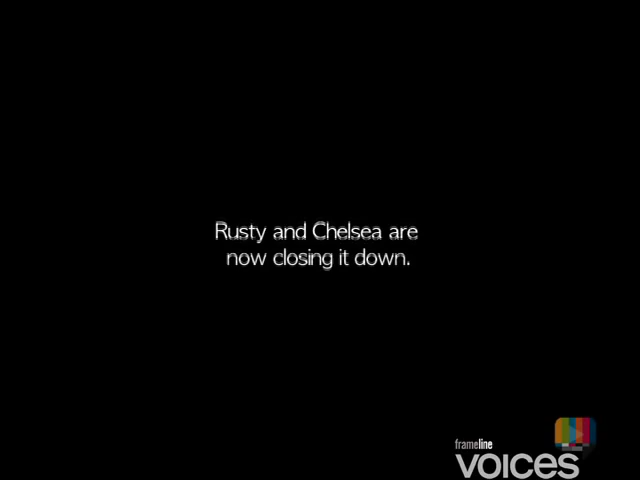 Rusty and Chelsea are
now closing it down.
frameline
voices